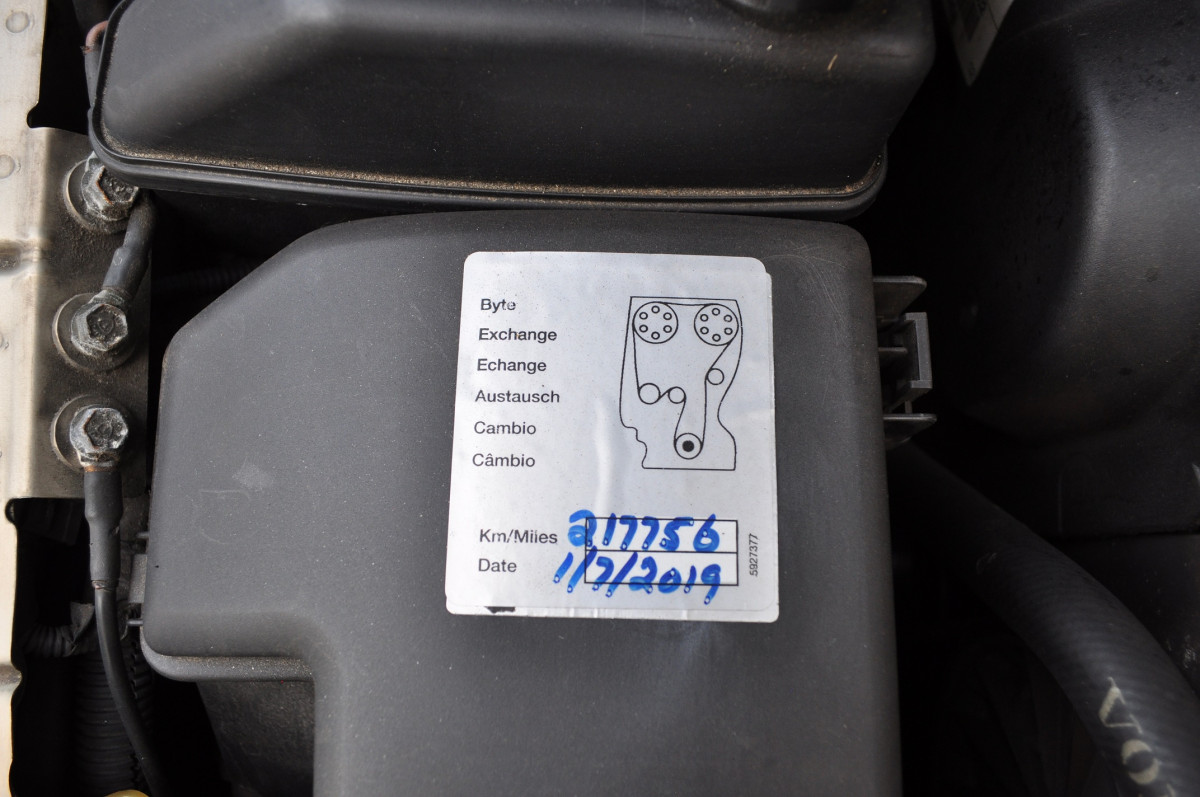 Byte
Exchange
Echange
Austausch
Cambio
Câmbio
Km/Miles 217756
Date 1/7/2019
5927377